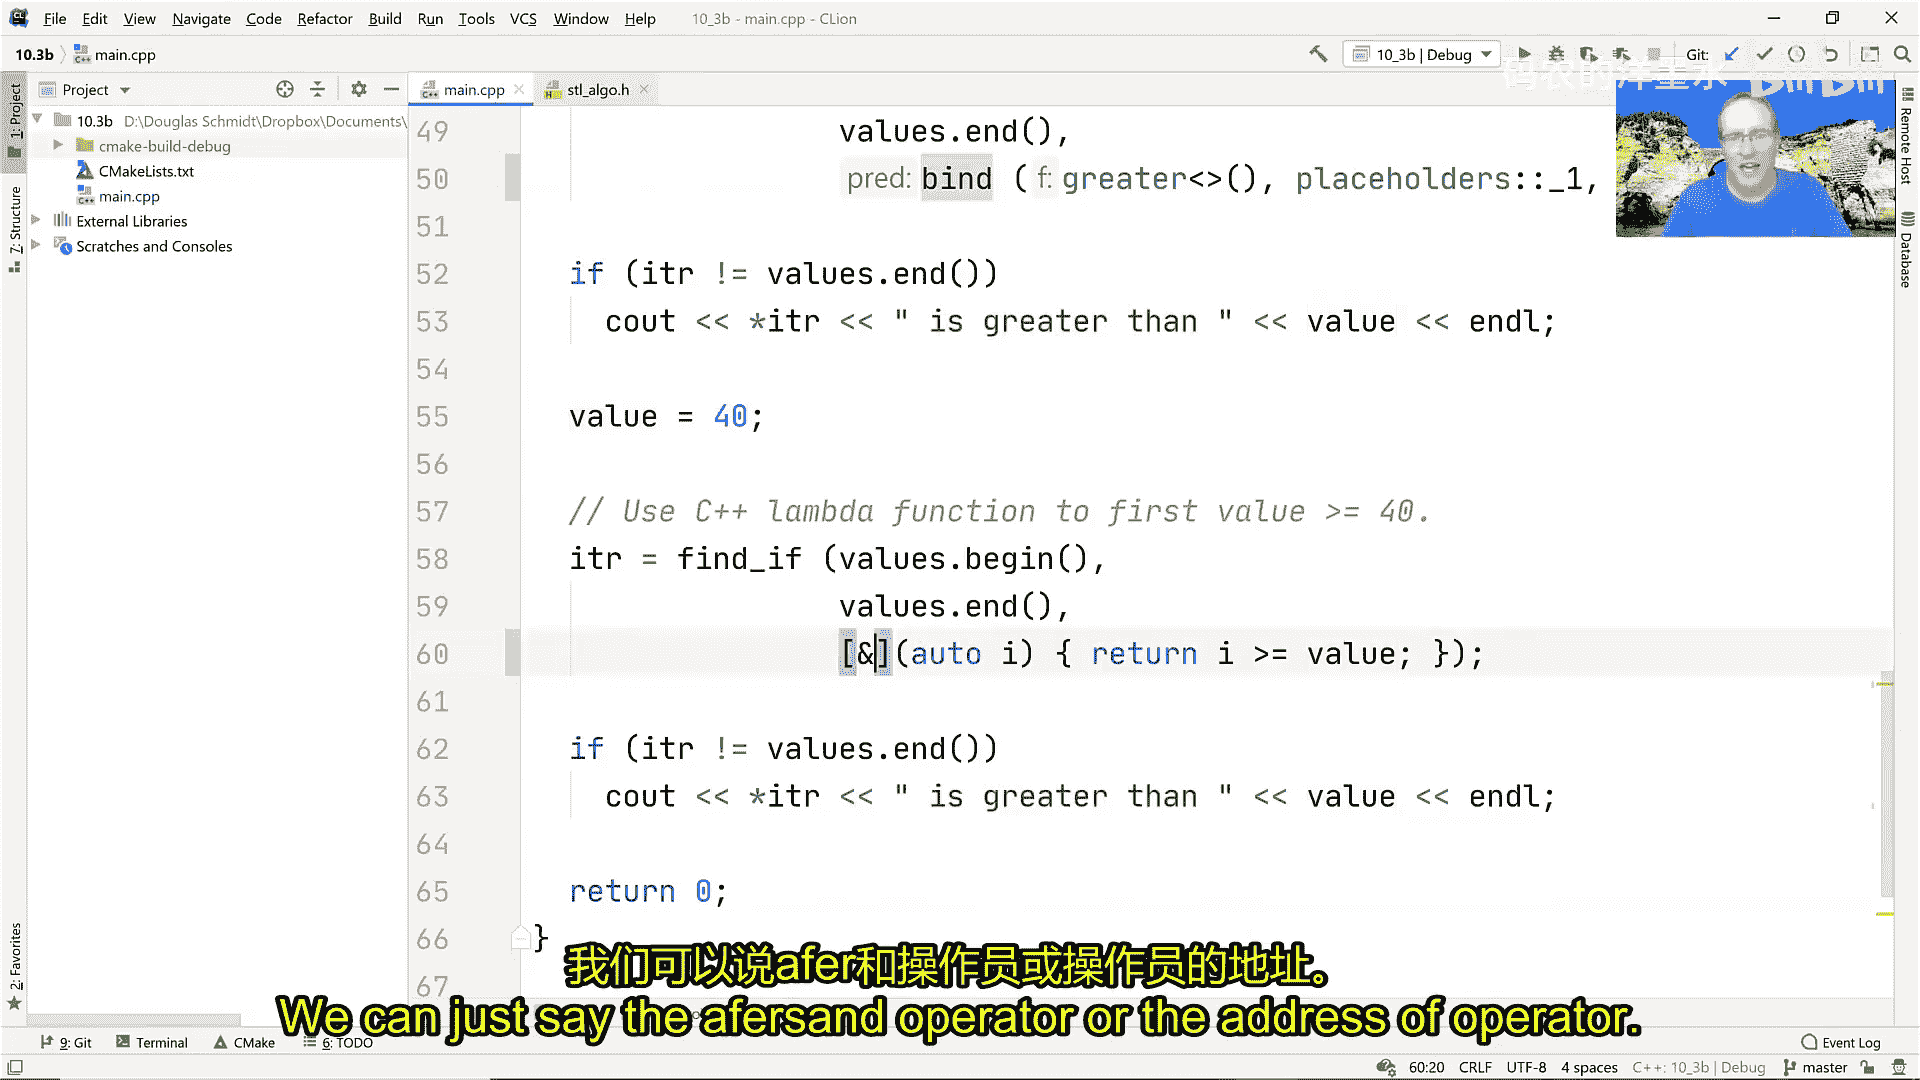 File Edit View Navigate Code Refactor Build Run Tools VCS Window Help 10_3b - main.cpp - CLion
10.3b main.cpp 10_3b | Debug Git:
码农的洋墨水
1: Project
Project
main.cpp
stl_algo.h
Remote Host
10.3b D:\Douglas Schmidt\Dropbox\Documents\
cmake-build-debug
CMakeLists.txt
main.cpp
External Libraries
Scratches and Consoles
7: Structure
Database
49 values.end(),
50 pred: bind ( f: greater<>(), placeholders::_1,
51
52 if (itr != values.end())
53 cout << *itr << " is greater than " << value << endl;
54
55 value = 40;
56
57 // Use C++ lambda function to first value >= 40.
58 itr = find_if (values.begin(),
59 values.end(),
60 [&](auto i) { return i >= value; });
61
62 if (itr != values.end())
63 cout << *itr << " is greater than " << value << endl;
64
65 return 0;
66 }
67
2: Favorites
我们可以说afer和操作员或操作员的地址。
We can just say the afersand operator or the address of operator.
9: Git Terminal CMake 6: TODO Event Log
60:20 CRLF UTF-8 4 spaces C++: 10_3b | Debug master